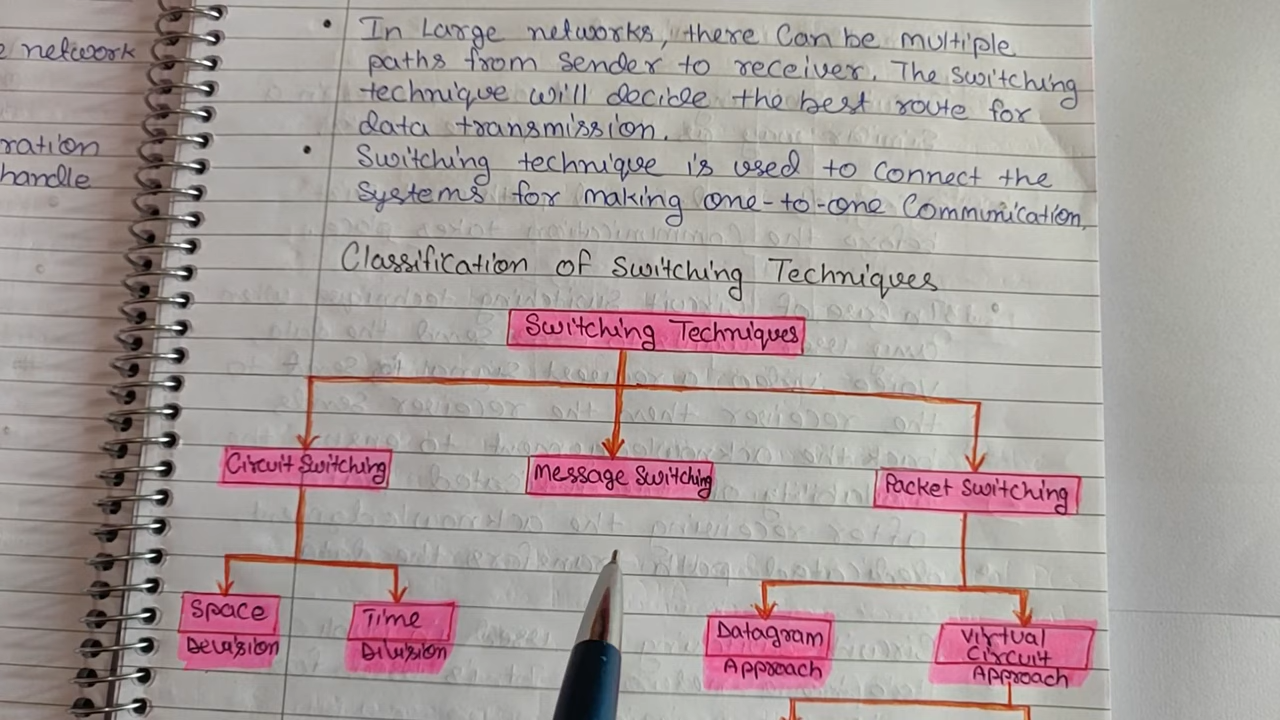 e network
ration
handle
• In Large networks, there Can be multiple
paths from Sender to receiver. The Switching
technique will decide the best route for
data transmission.
• Switching technique is used to Connect the
Systems for making one-to-one Communication.
Classification of Switching Techniques
Switching Techniques
Circuit Switching
Message Switching
Packet Switching
Space
Devision
Time
Division
Datagram
Approach
Virtual
Circuit
Approach